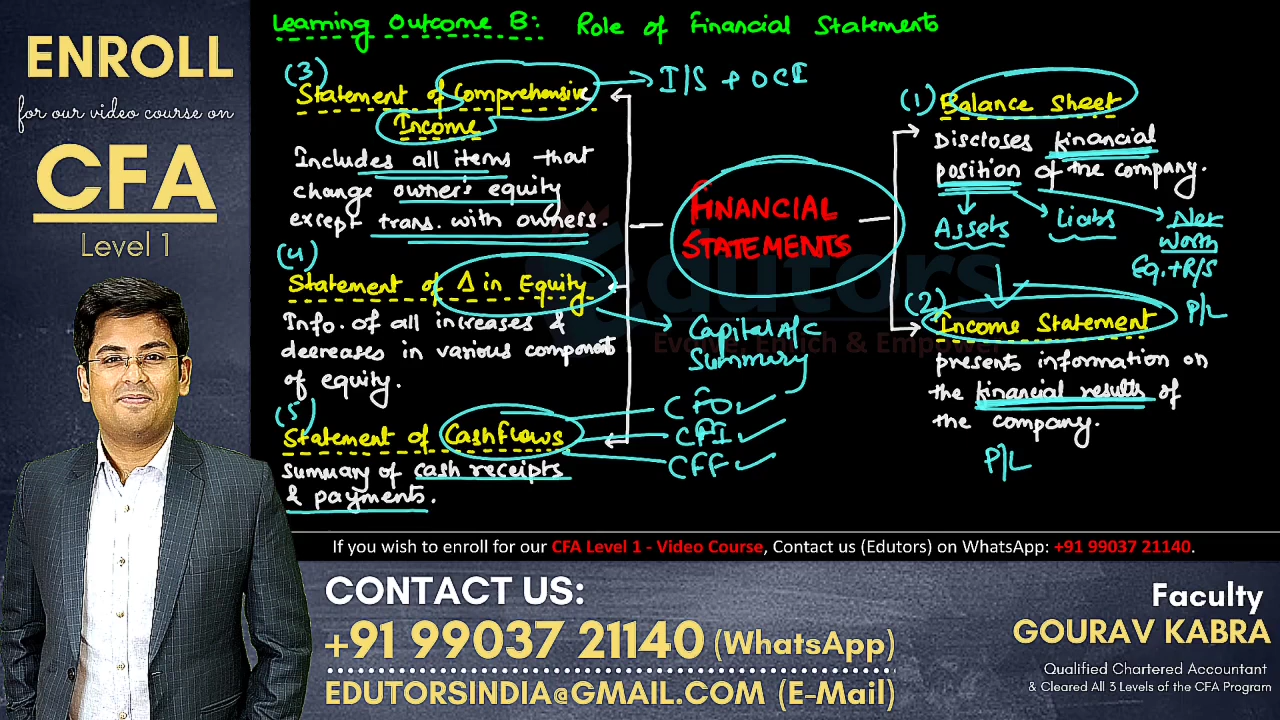 ENROLL
for our video course on
CFA
Level 1
Learning Outcome B: Role of Financial Statements
(3)
Statement of Comprehensive
Income
→ I/S + OCI
Includes all items that
change owner's equity
except trans. with owners.
(4)
Statement of Δ in Equity
Info. of all increases &
decreases in various components
of equity.
Capital A/C
Summary
(5)
Statement of Cashflows
summary of cash receipts
& payments.
CFO ✓
CFI ✓
CFF ✓
FINANCIAL
STATEMENTS
Edutors
Evolve, Enrich & Empower
(1)
Balance Sheet
Discloses financial
position of the company.
Assets
Liabs
Net
Worth
Eq. + R/S
P/L
(2)
Income Statement
presents information on
the financial results of
the company.
P/L
If you wish to enroll for our CFA Level 1 - Video Course, Contact us (Edutors) on WhatsApp: +91 99037 21140.
CONTACT US:
+91 99037 21140 (WhatsApp)
EDUTORSINDIA@GMAIL.COM (E-Mail)
Faculty
GOURAV KABRA
Qualified Chartered Accountant
& Cleared All 3 Levels of the CFA Program